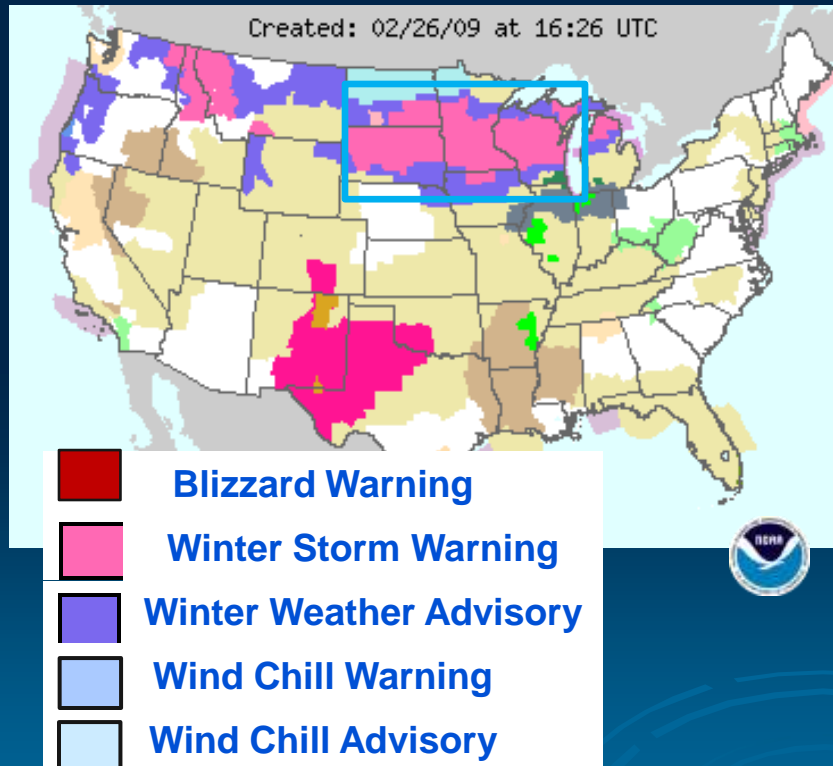 Created: 02/26/09 at 16:26 UTC
Blizzard Warning
Winter Storm Warning
Winter Weather Advisory
Wind Chill Warning
Wind Chill Advisory
NOAA